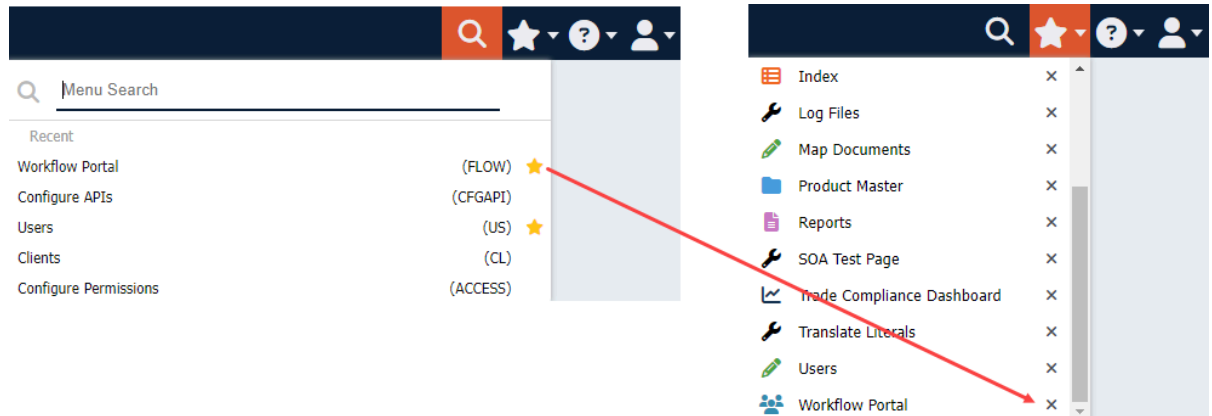 Menu Search
Recent
Workflow Portal (FLOW)
Configure APIs (CFGAPI)
Users (US)
Clients (CL)
Configure Permissions (ACCESS)
Index
Log Files
Map Documents
Product Master
Reports
SOA Test Page
Trade Compliance Dashboard
Translate Literals
Users
Workflow Portal